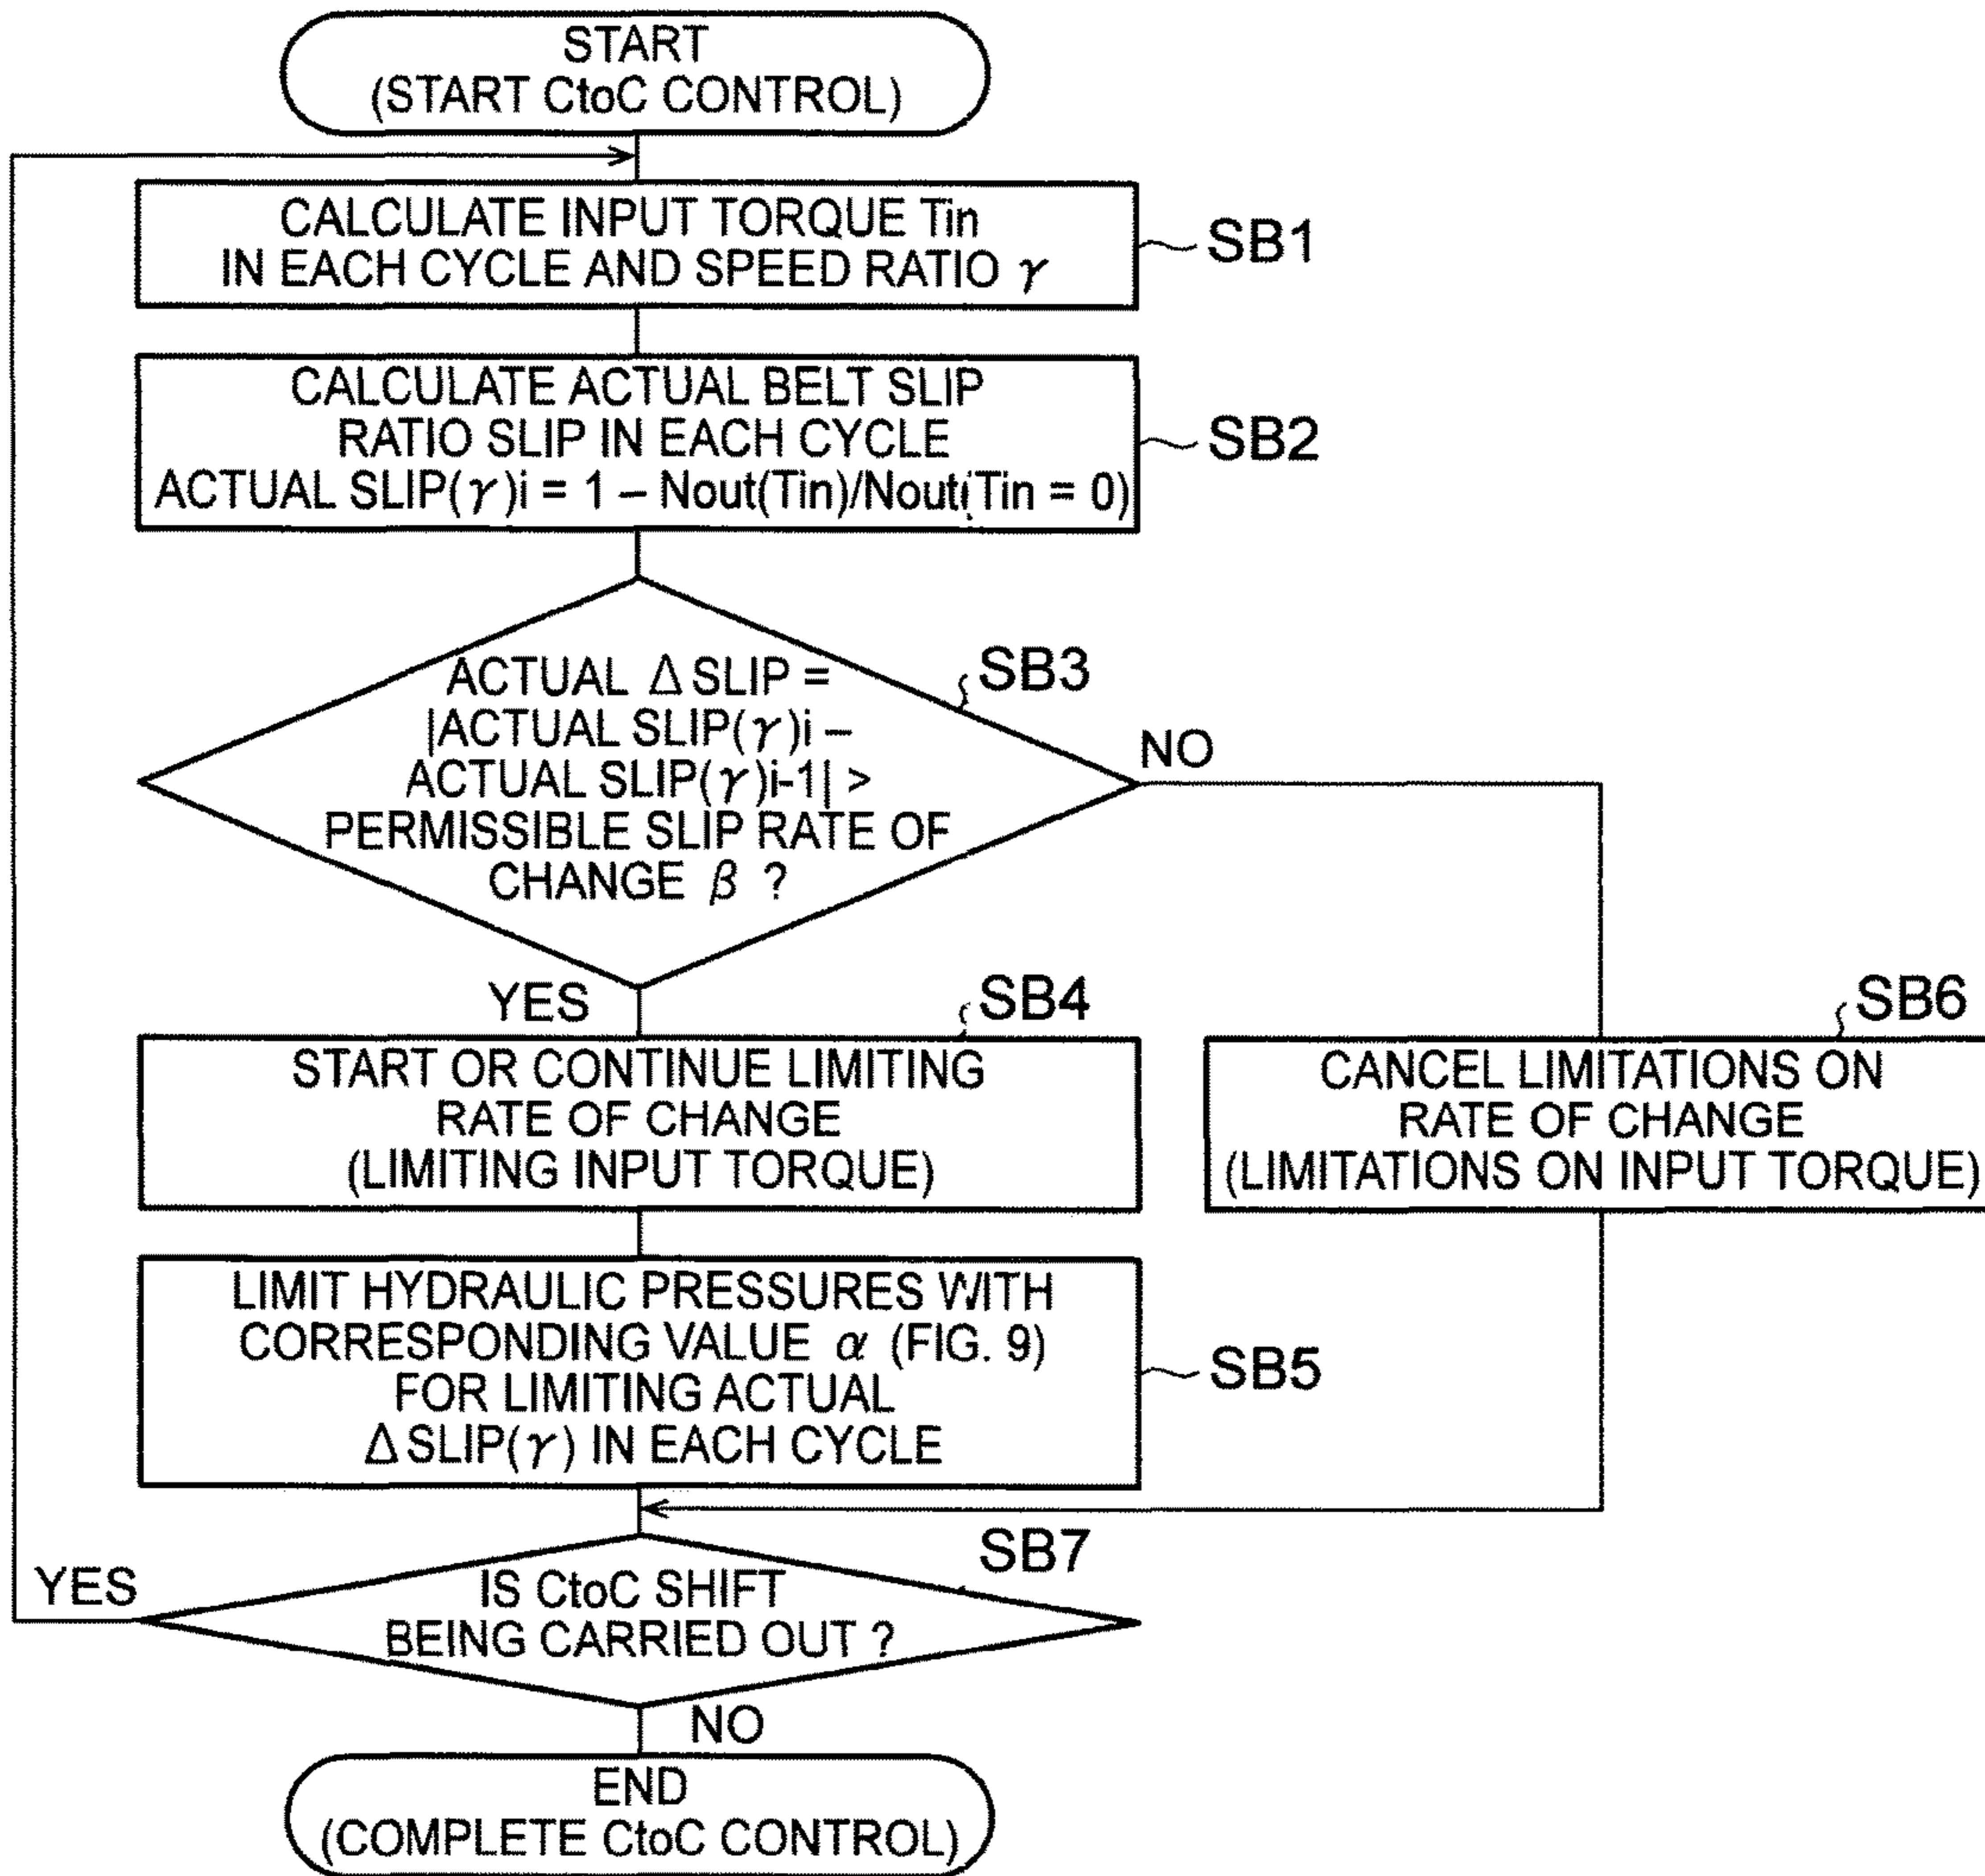 START
(START CtoC CONTROL)
CALCULATE INPUT TORQUE Tin
IN EACH CYCLE AND SPEED RATIO γ
SB1
CALCULATE ACTUAL BELT SLIP
RATIO SLIP IN EACH CYCLE
ACTUAL SLIP(γ)i = 1 – Nout(Tin)/Nout(Tin = 0)
SB2
ACTUAL Δ SLIP =
|ACTUAL SLIP(γ)i –
ACTUAL SLIP(γ)i-1| >
PERMISSIBLE SLIP RATE OF
CHANGE β ?
SB3
NO
YES
SB4
START OR CONTINUE LIMITING
RATE OF CHANGE
(LIMITING INPUT TORQUE)
SB6
CANCEL LIMITATIONS ON
RATE OF CHANGE
(LIMITATIONS ON INPUT TORQUE)
LIMIT HYDRAULIC PRESSURES WITH
CORRESPONDING VALUE α (FIG. 9)
FOR LIMITING ACTUAL
Δ SLIP(γ) IN EACH CYCLE
SB5
SB7
YES
IS CtoC SHIFT
BEING CARRIED OUT ?
NO
END
(COMPLETE CtoC CONTROL)